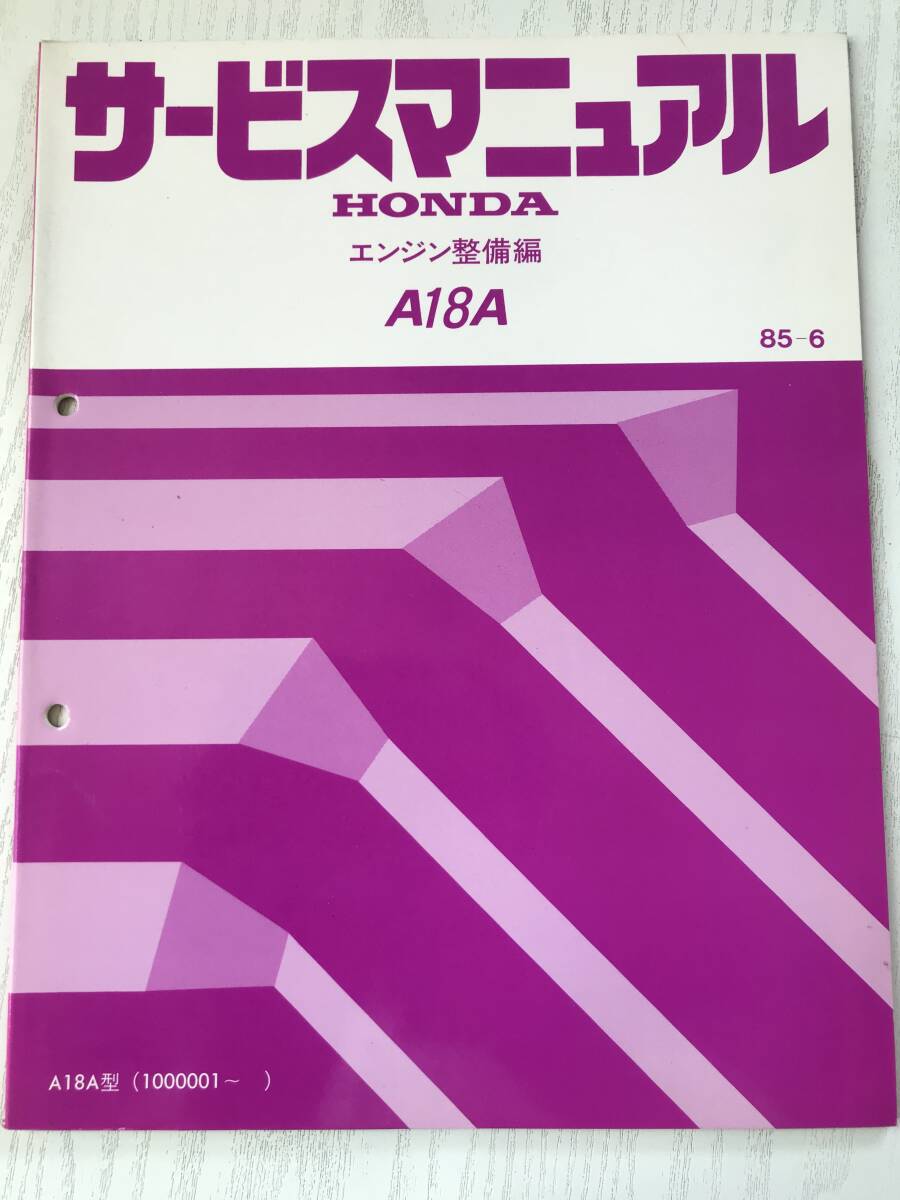 サービスマニュアル
HONDA
エンジン整備編
A18A
85-6
A18A型 (1000001～　)